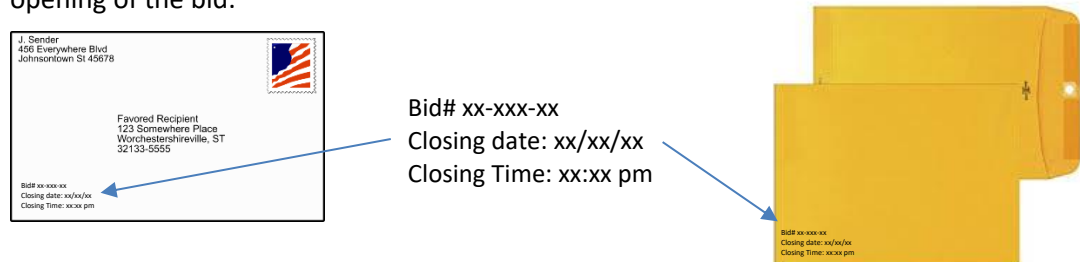 opening of the bid.
J. Sender
456 Everywhere Blvd
Johnsontown St 45678
Favored Recipient
123 Somewhere Place
Worchestershireville, ST
32133-5555
Bid# xx-xxx-xx
Closing date: xx/xx/xx
Closing Time: xx:xx pm
Bid# xx-xxx-xx
Closing date: xx/xx/xx
Closing Time: xx:xx pm
Bid# xx-xxx-xx
Closing date: xx/xx/xx
Closing Time: xx:xx pm